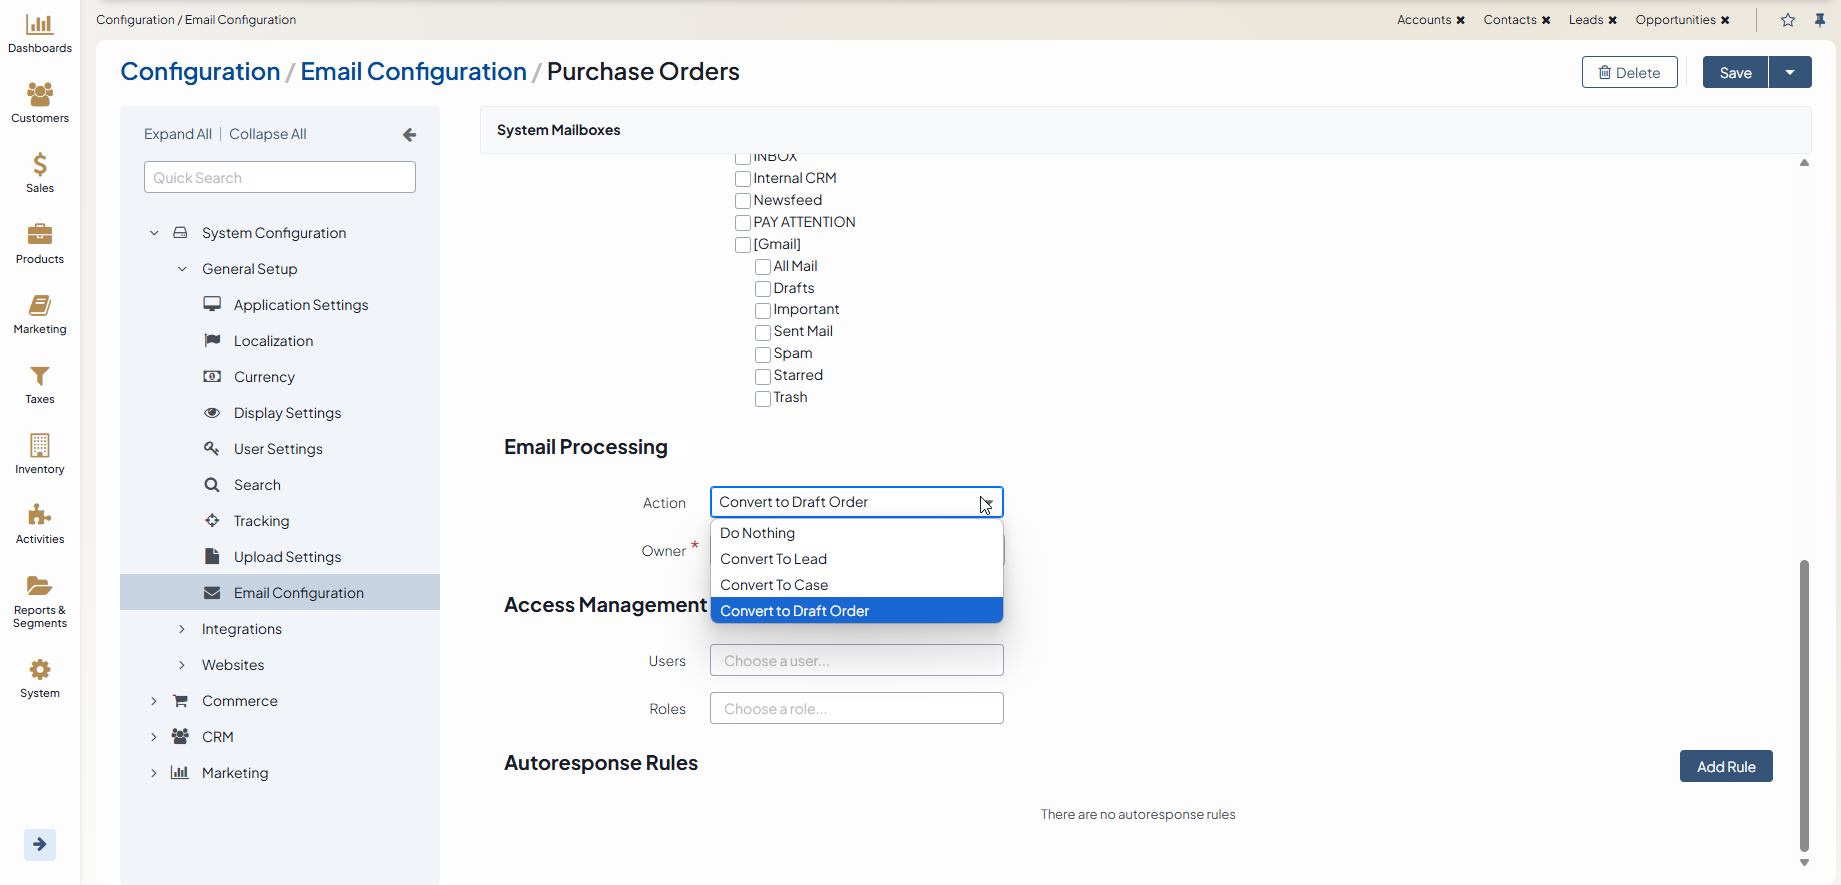 Configuration / Email Configuration
Accounts ✖ Contacts ✖ Leads ✖ Opportunities ✖
Dashboards
Customers
Sales
Products
Marketing
Taxes
Inventory
Activities
Reports &
Segments
System
Configuration / Email Configuration / Purchase Orders
Delete
Save
Expand All | Collapse All
Quick Search
System Configuration
General Setup
Application Settings
Localization
Currency
Display Settings
User Settings
Search
Tracking
Upload Settings
Email Configuration
Integrations
Websites
Commerce
CRM
Marketing
System Mailboxes
INBOX
Internal CRM
Newsfeed
PAY ATTENTION
[Gmail]
All Mail
Drafts
Important
Sent Mail
Spam
Starred
Trash
Email Processing
Action Convert to Draft Order
Do Nothing
Convert To Lead
Convert To Case
Convert to Draft Order
Owner *
Access Management
Users Choose a user...
Roles Choose a role...
Autoresponse Rules
Add Rule
There are no autoresponse rules